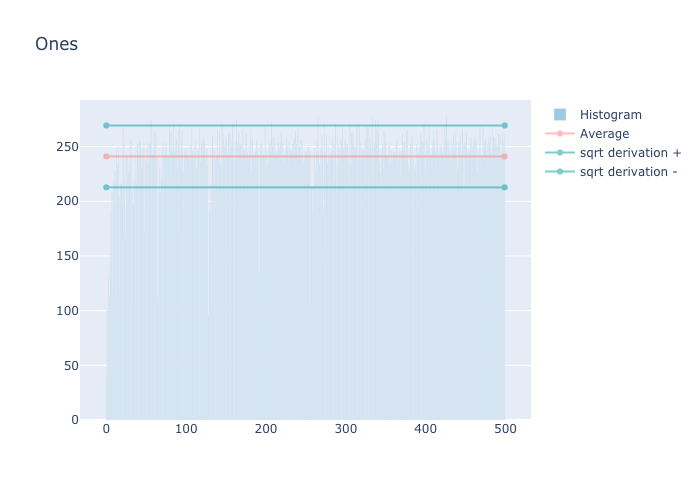 Ones
Histogram
Average
sqrt derivation +
sqrt derivation -
250
200
150
100
50
0
0 100 200 300 400 500